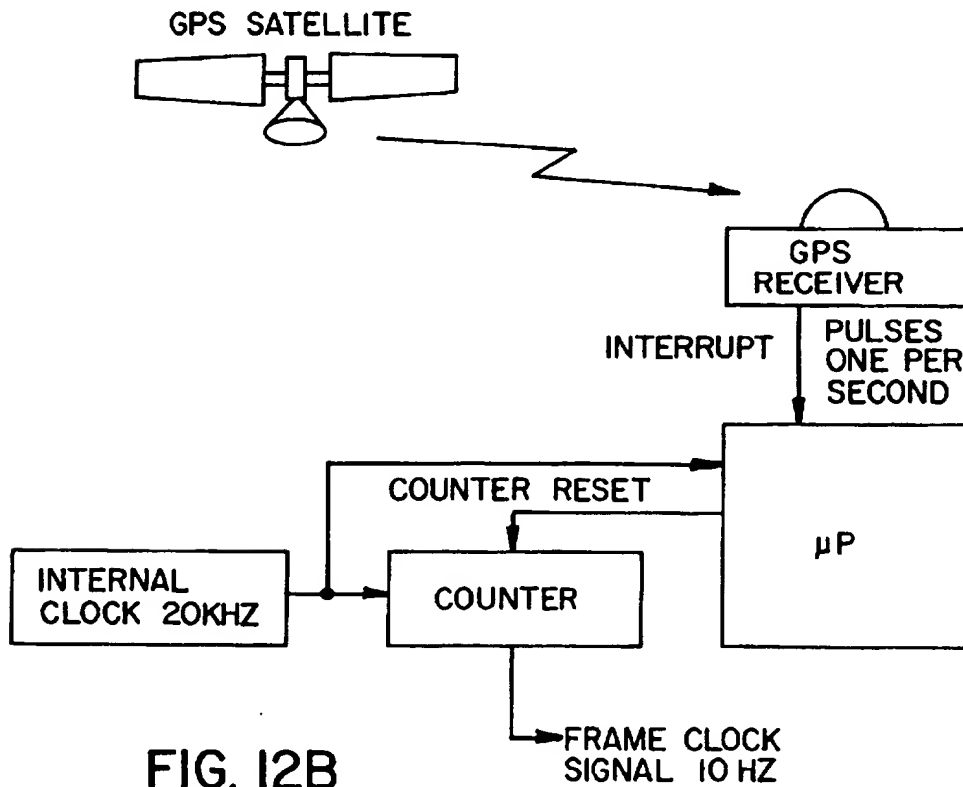 GPS SATELLITE
GPS
RECEIVER
INTERRUPT
PULSES
ONE PER
SECOND
COUNTER RESET
μP
INTERNAL
CLOCK 20KHZ
COUNTER
FRAME CLOCK
SIGNAL 10 HZ
FIG. 12B